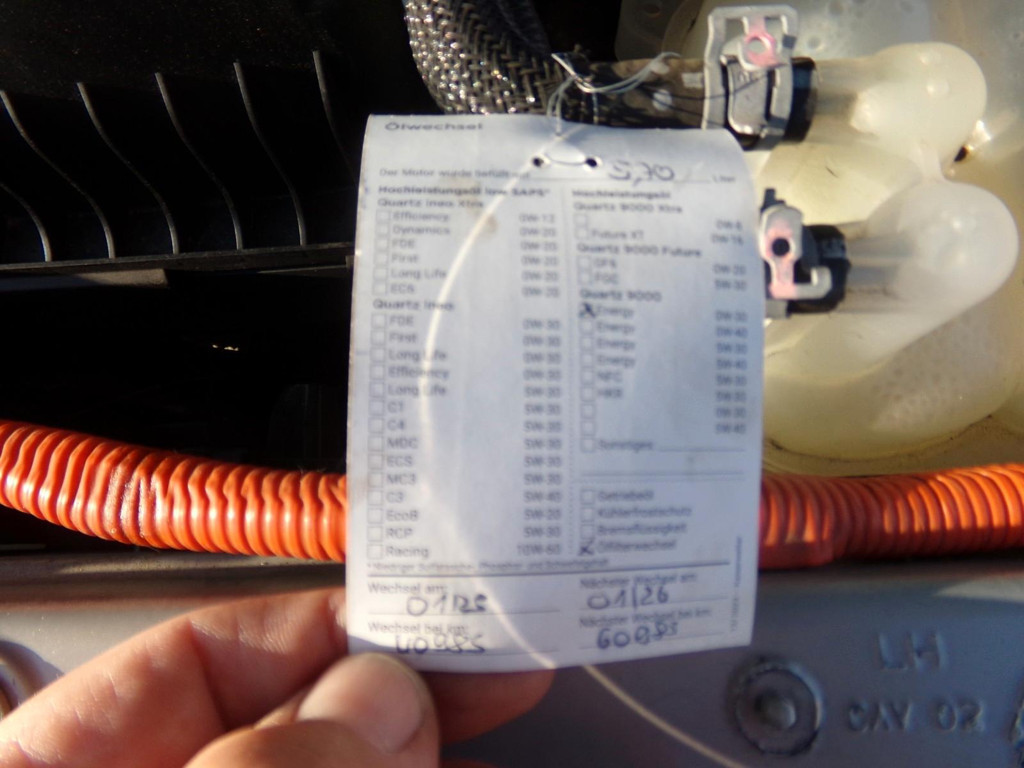 Ölwechsel
Der Motor wurde befüllt mit 5,70 Liter
Hochleistungsöl low SAPS*
Quartz ineo Xtra
Efficiency 0W-12
Dynamics 0W-20
FDE 0W-20
First 0W-20
Long Life 0W-20
ECS 0W-20
Quartz ineo
FDE 0W-30
First 0W-30
Long Life 0W-30
Efficiency 0W-30
Long Life 5W-30
C1 5W-30
C4 5W-30
MDC 5W-30
ECS 5W-30
MC3 5W-30
C3 5W-40
EcoB 5W-20
RCP 5W-30
Racing 10W-60
Hochleistungsöl
Quartz 9000 Xtra
0W-8
Future XT 0W-16
Quartz 9000 Future
GF6 0W-20
FGC 5W-30
Quartz 9000
X Energy 0W-30
Energy 0W-40
Energy 5W-30
Energy 5W-40
NFC 5W-30
HKS 5W-30
0W-30
5W-40
Sonstiges
Getriebeöl
Kühlerfrostschutz
Bremsflüssigkeit
X Ölfilterwechsel
Wechsel am:
01/25
Nächster Wechsel am:
01/26
Wechsel bei km:
40985
Nächster Wechsel bei km:
60985
LH
CAV 02